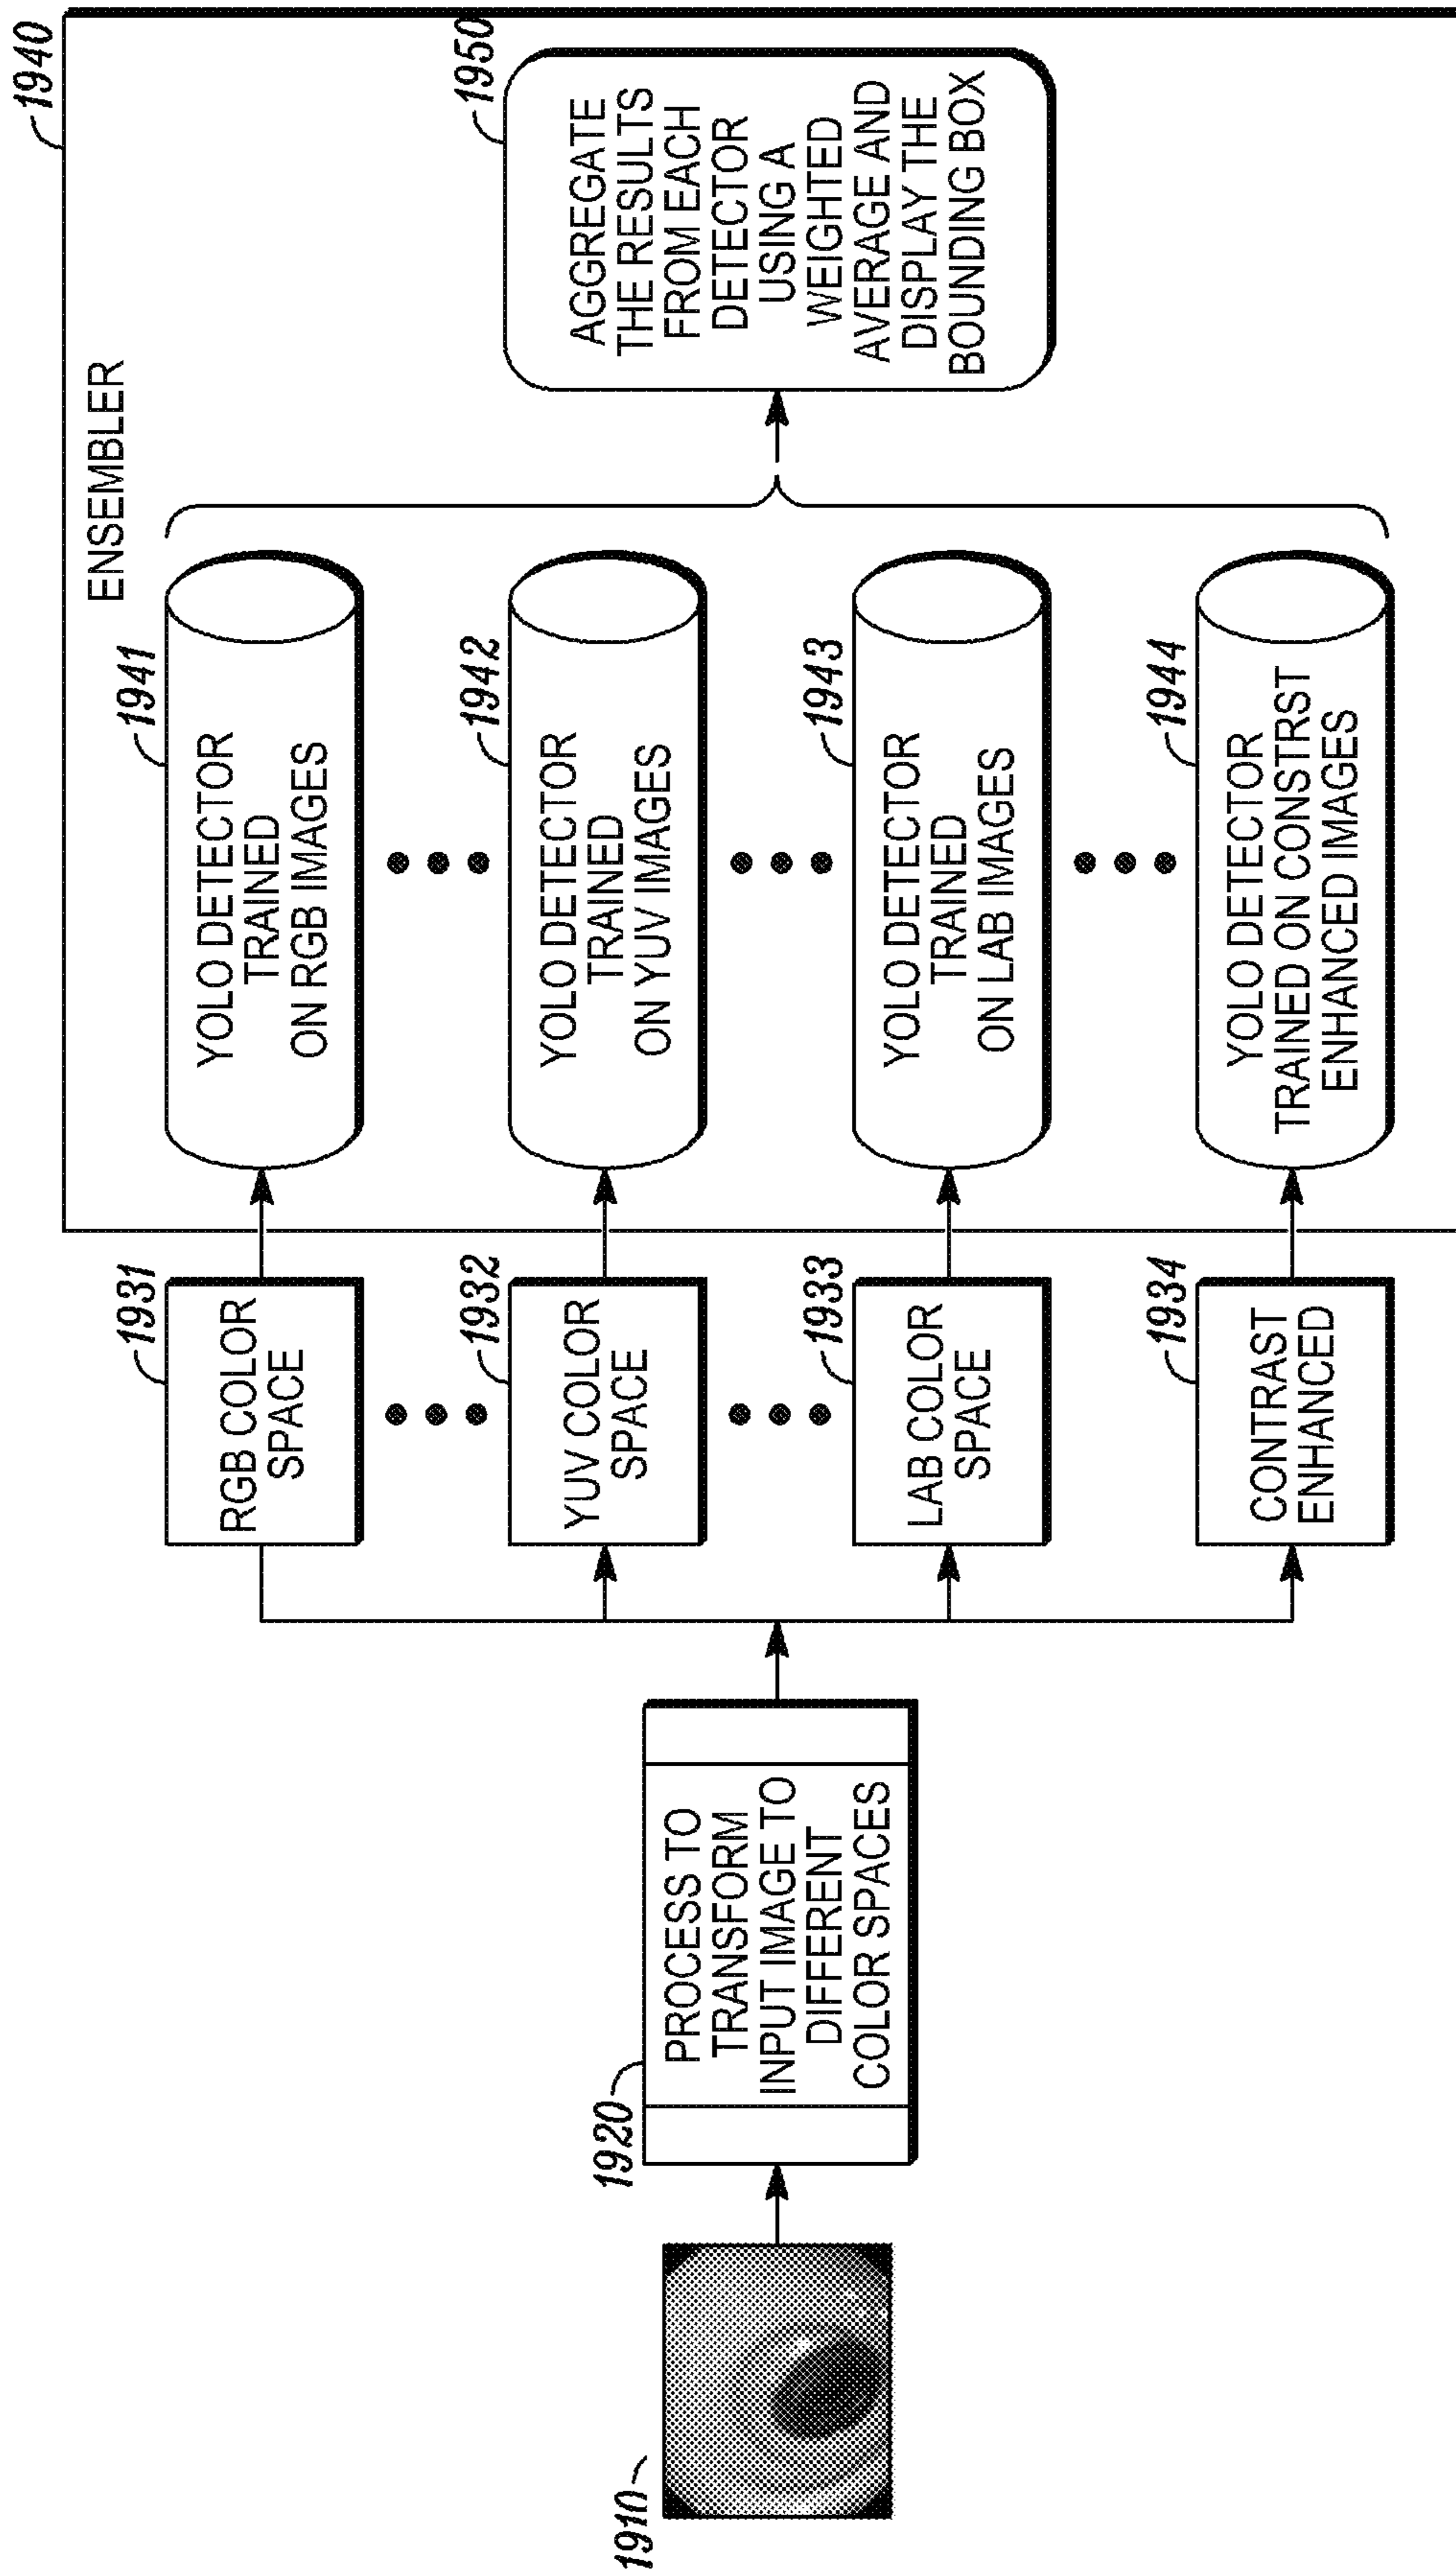 1910
1920
PROCESS TO
TRANSFORM
INPUT IMAGE TO
DIFFERENT
COLOR SPACES
1931
RGB COLOR
SPACE
1932
YUV COLOR
SPACE
1933
LAB COLOR
SPACE
1934
CONTRAST
ENHANCED
1940
ENSEMBLER
1941
YOLO DETECTOR
TRAINED
ON RGB IMAGES
1942
YOLO DETECTOR
TRAINED
ON YUV IMAGES
1943
YOLO DETECTOR
TRAINED
ON LAB IMAGES
1944
YOLO DETECTOR
TRAINED ON CONSTRST
ENHANCED IMAGES
1950
AGGREGATE
THE RESULTS
FROM EACH
DETECTOR
USING A
WEIGHTED
AVERAGE AND
DISPLAY THE
BOUNDING BOX